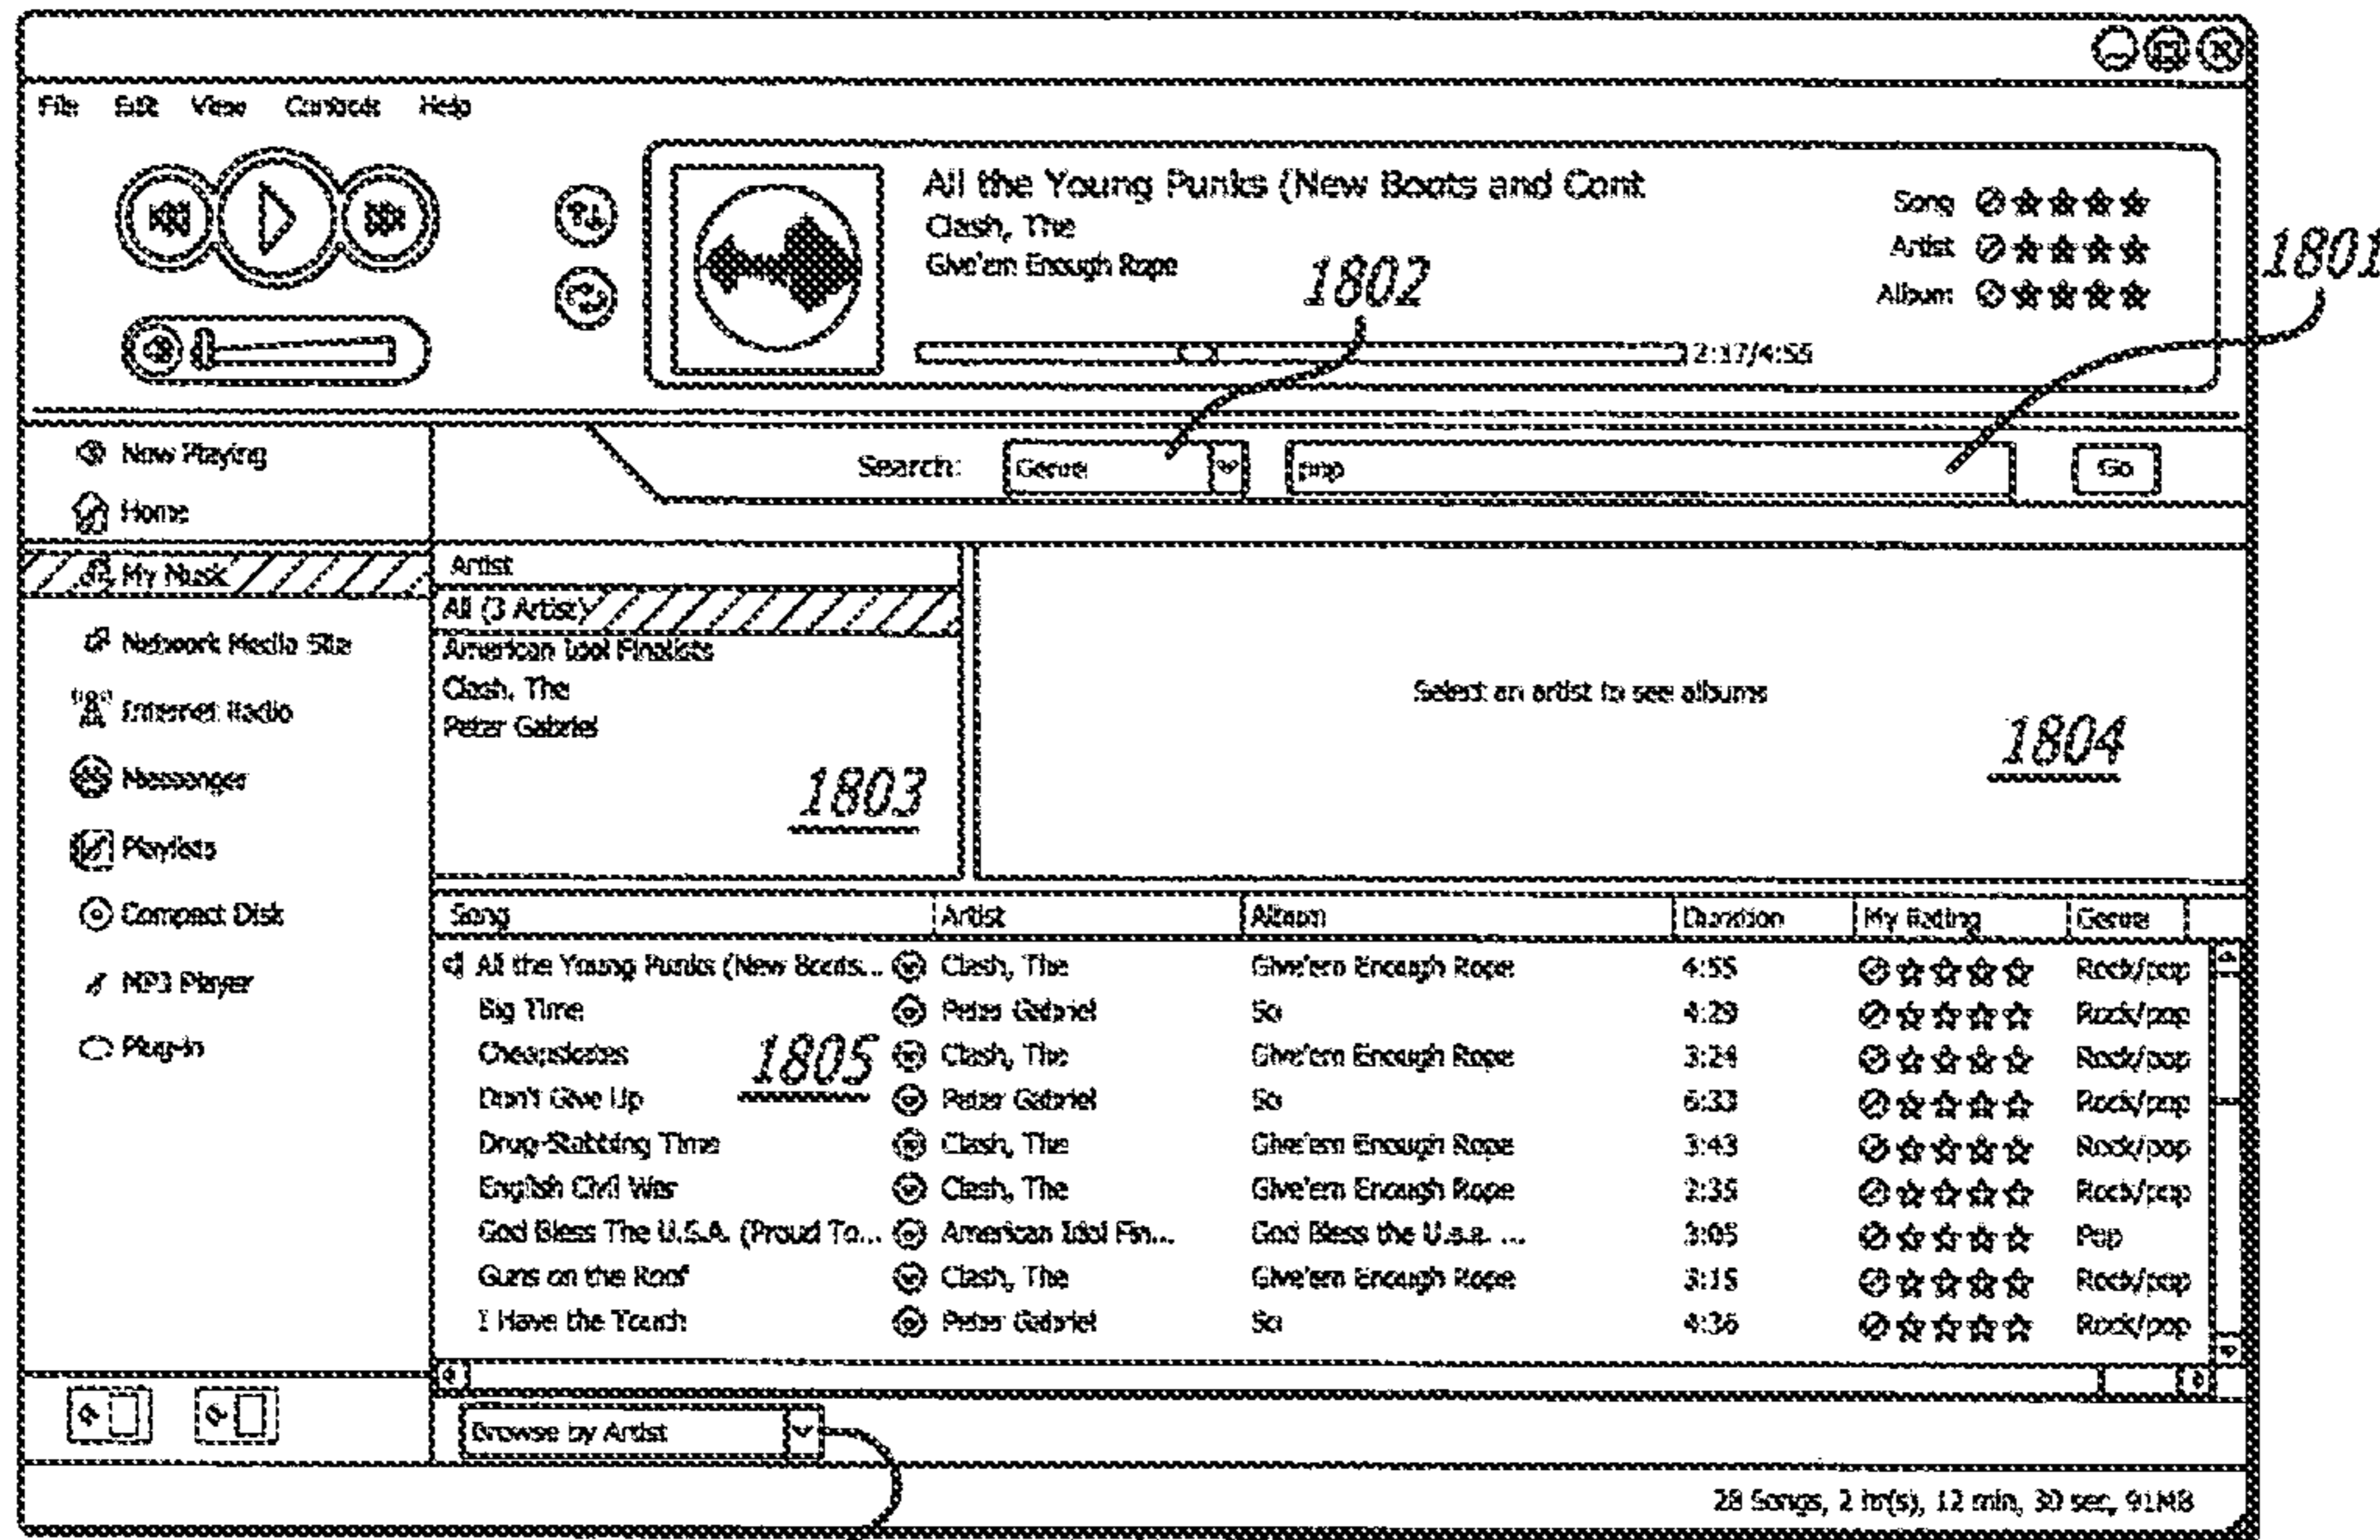 File Edit View Controls Help
All the Young Punks (New Boots and Cont
Clash, The
Give'em Enough Rope
Song
Artist
Album
1801
1802
2:17/4:55
Now Playing
Home
My Music
Network Media Site
Internet Radio
Messenger
Playlists
Compact Disk
MP3 Player
Plug-in
Search: Genre pop Go
Artist
All (3 Artist)
American Idol Finalists
Clash, The
Peter Gabriel
1803
Select an artist to see albums
1804
Song Artist Album Duration My Rating Genre
All the Young Punks (New Boots... Clash, The Give'em Enough Rope 4:55 Rock/pop
Big Time Peter Gabriel So 4:29 Rock/pop
Cheapskates Clash, The Give'em Enough Rope 3:24 Rock/pop
1805
Don't Give Up Peter Gabriel So 6:33 Rock/pop
Drug-Stabbing Time Clash, The Give'em Enough Rope 3:43 Rock/pop
English Civil War Clash, The Give'em Enough Rope 2:35 Rock/pop
God Bless The U.S.A. (Proud To... American Idol Fin... God Bless the U.s.a. ... 3:05 Pop
Guns on the Roof Clash, The Give'em Enough Rope 3:15 Rock/pop
I Have the Touch Peter Gabriel So 4:36 Rock/pop
Browse by Artist
28 Songs, 2 hr(s), 12 min, 30 sec, 91MB